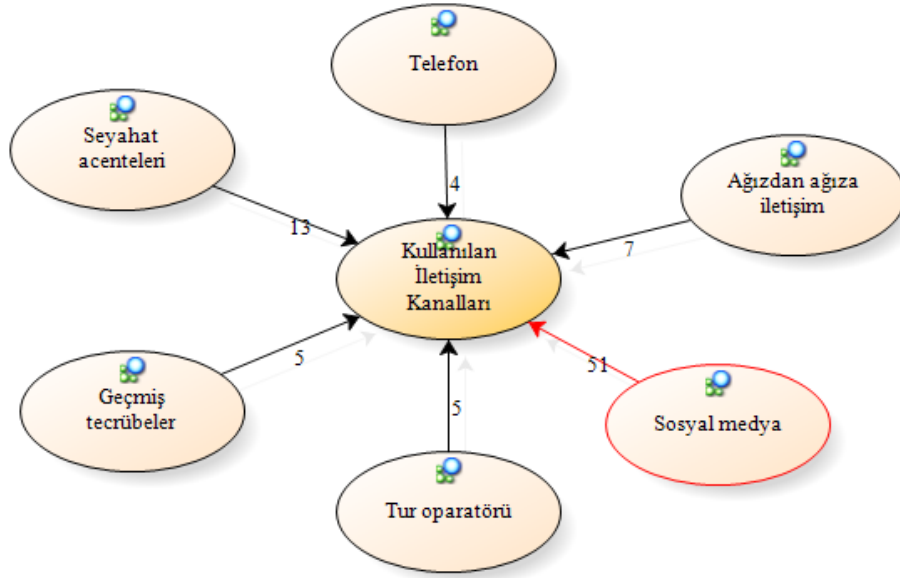 Telefon
Seyahat
acenteleri
Ağızdan ağıza
iletişim
4
13
7
Kullanılan
İletişim
Kanalları
5
51
Geçmiş
tecrübeler
5
Sosyal medya
Tur oparatörü